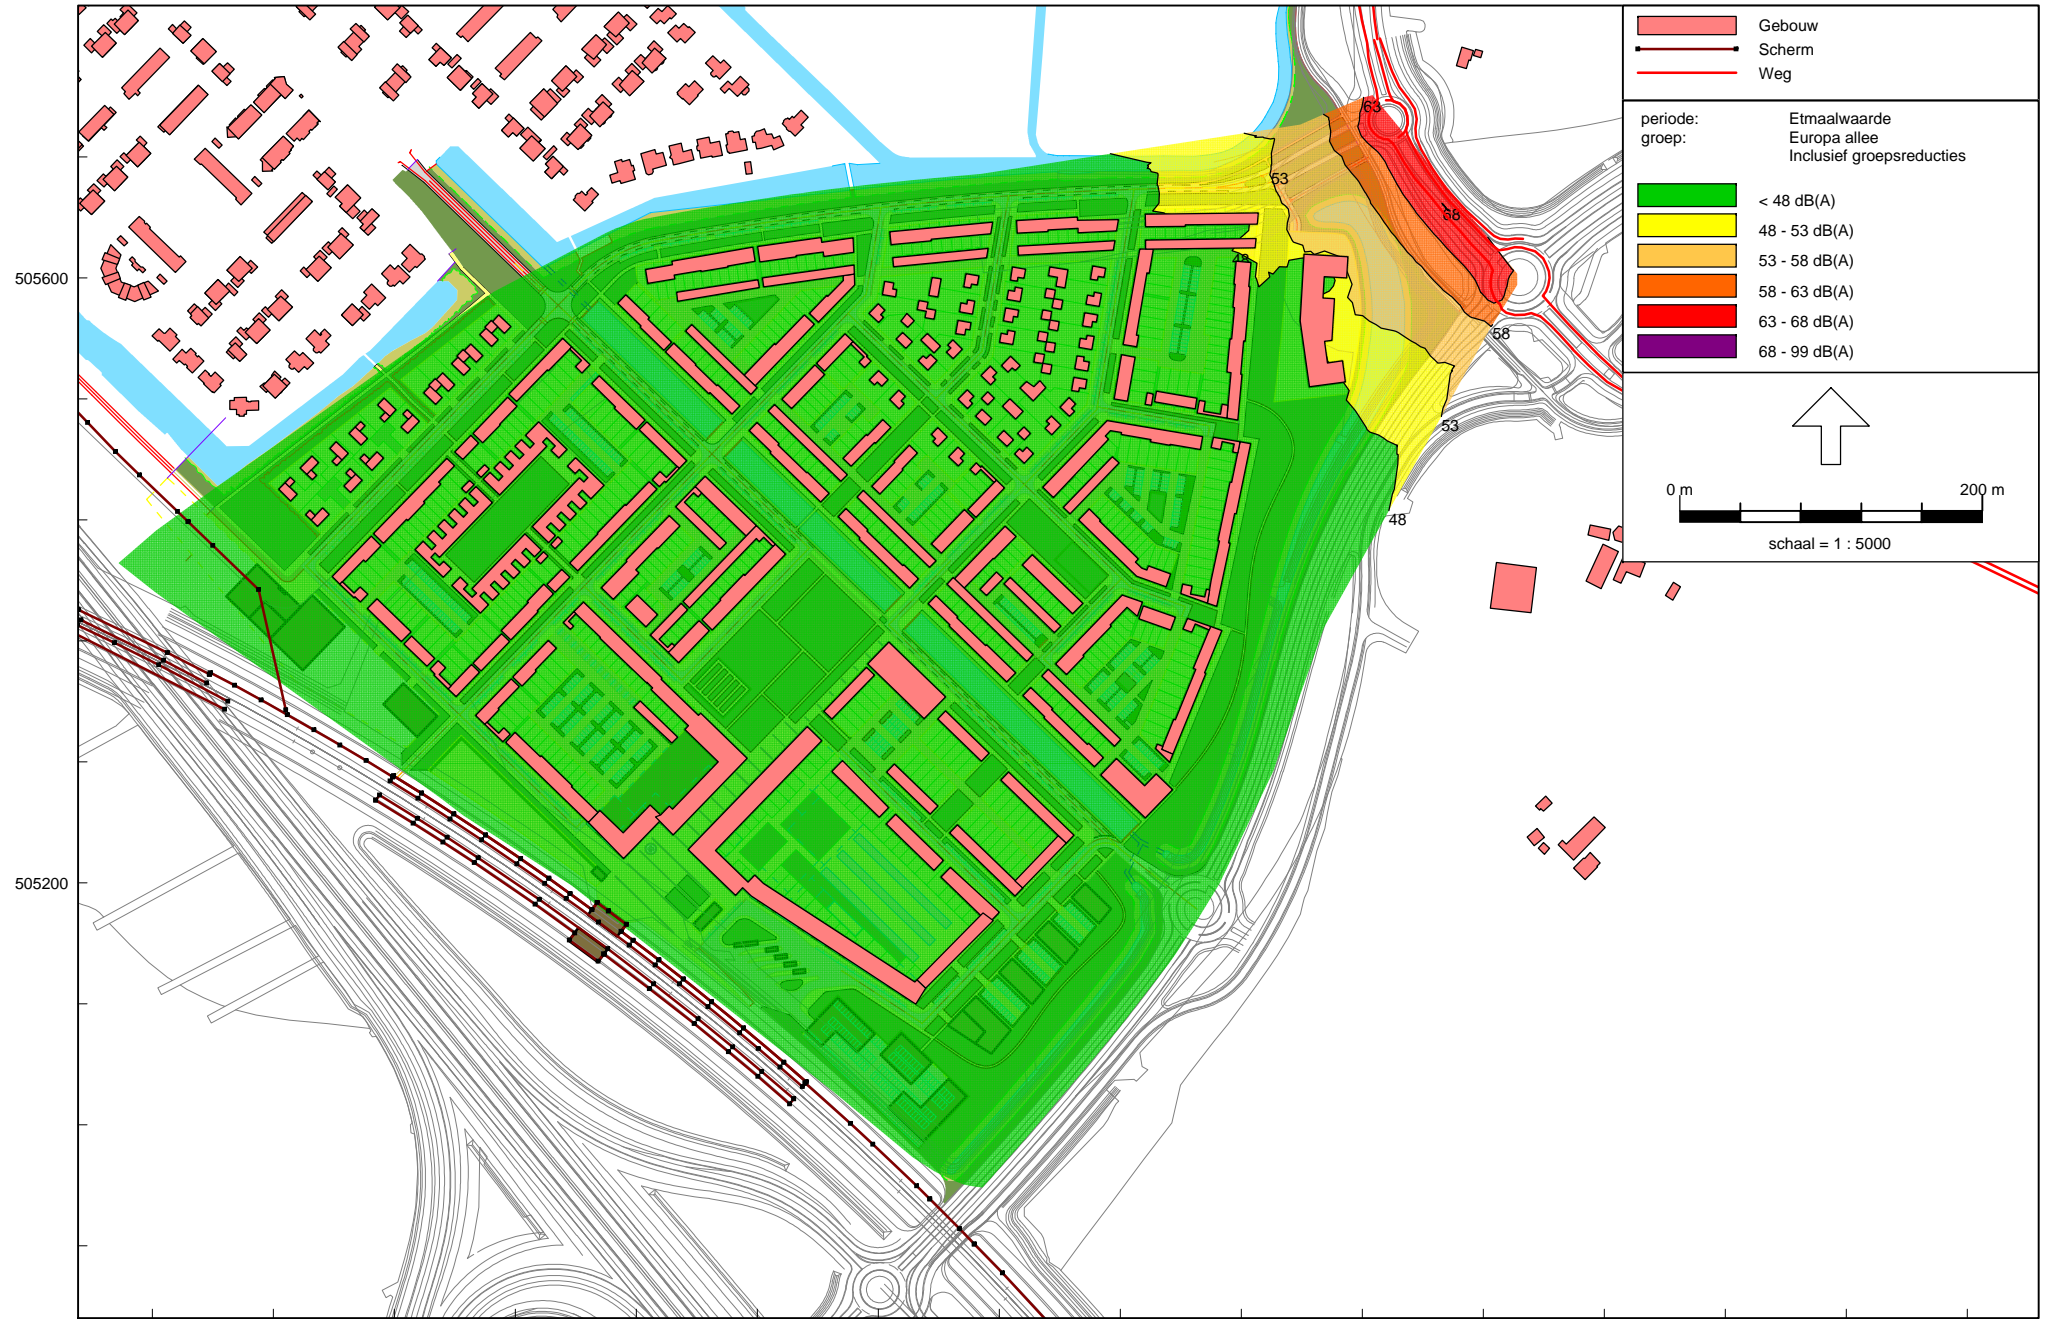 Gebouw
Scherm
Weg
periode: Etmaalwaarde
groep: Europa allee
Inclusief groepsreducties
< 48 dB(A)
48 - 53 dB(A)
53 - 58 dB(A)
58 - 63 dB(A)
63 - 68 dB(A)
68 - 99 dB(A)
0 m 200 m
schaal = 1 : 5000
63
53
68
48
505600
58
53
48
505200